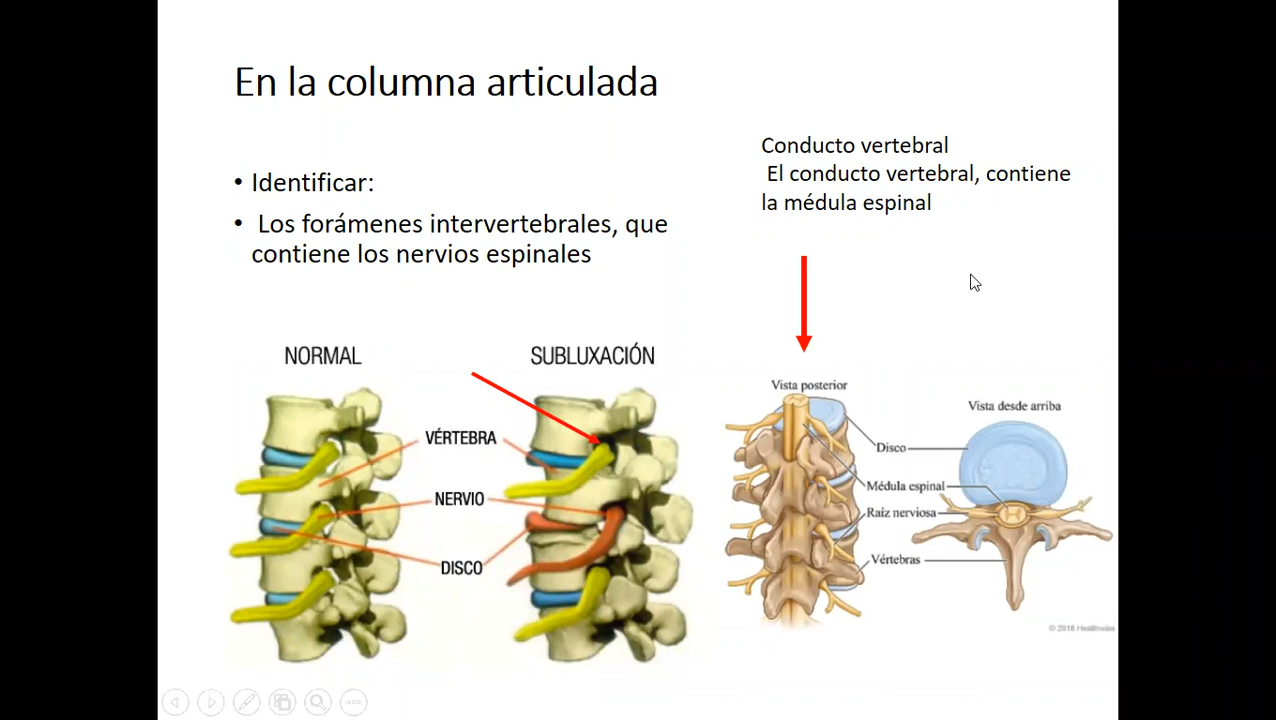 En la columna articulada
• Identificar:
• Los forámenes intervertebrales, que
contiene los nervios espinales
Conducto vertebral
El conducto vertebral, contiene
la médula espinal
NORMAL
SUBLUXACIÓN
VÉRTEBRA
NERVIO
DISCO
Vista posterior
Vista desde arriba
Disco
Médula espinal
Raíz nerviosa
Vértebras
© 2018 Healthwise